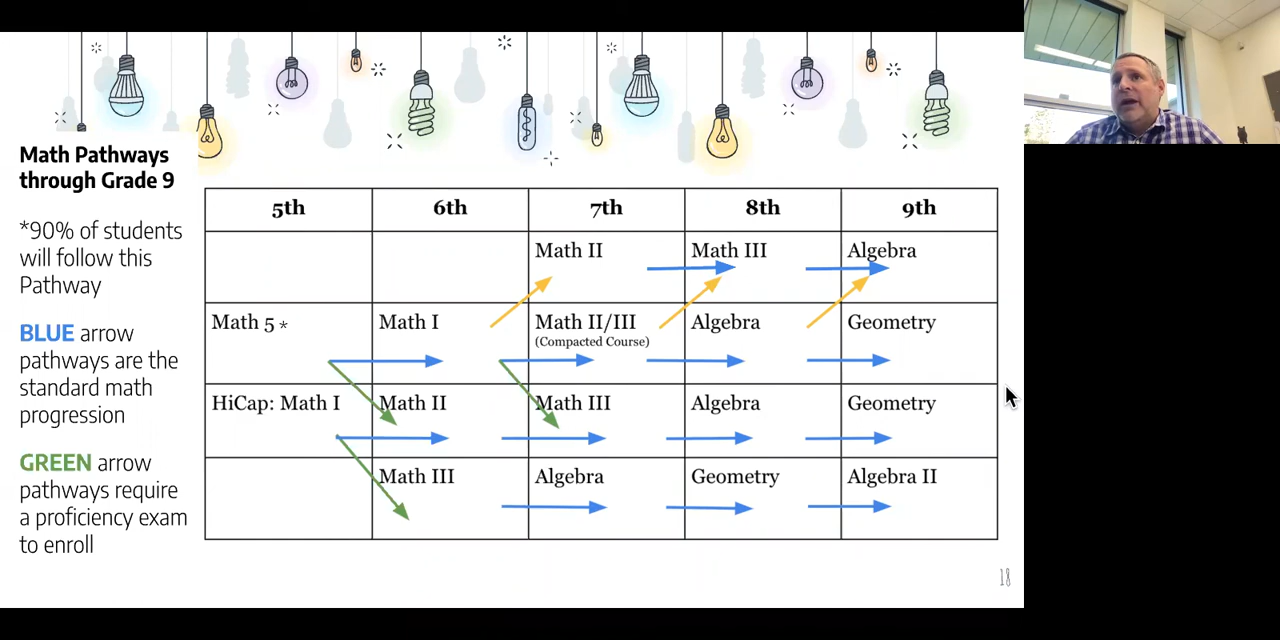 Math Pathways
through Grade 9
*90% of students
will follow this
Pathway
BLUE arrow
pathways are the
standard math
progression
GREEN arrow
pathways require
a proficiency exam
to enroll
5th 6th 7th 8th 9th
Math II Math III Algebra
Math 5 * Math I Math II/III Algebra Geometry
(Compacted Course)
HiCap: Math I Math II Math III Algebra Geometry
Math III Algebra Geometry Algebra II
18